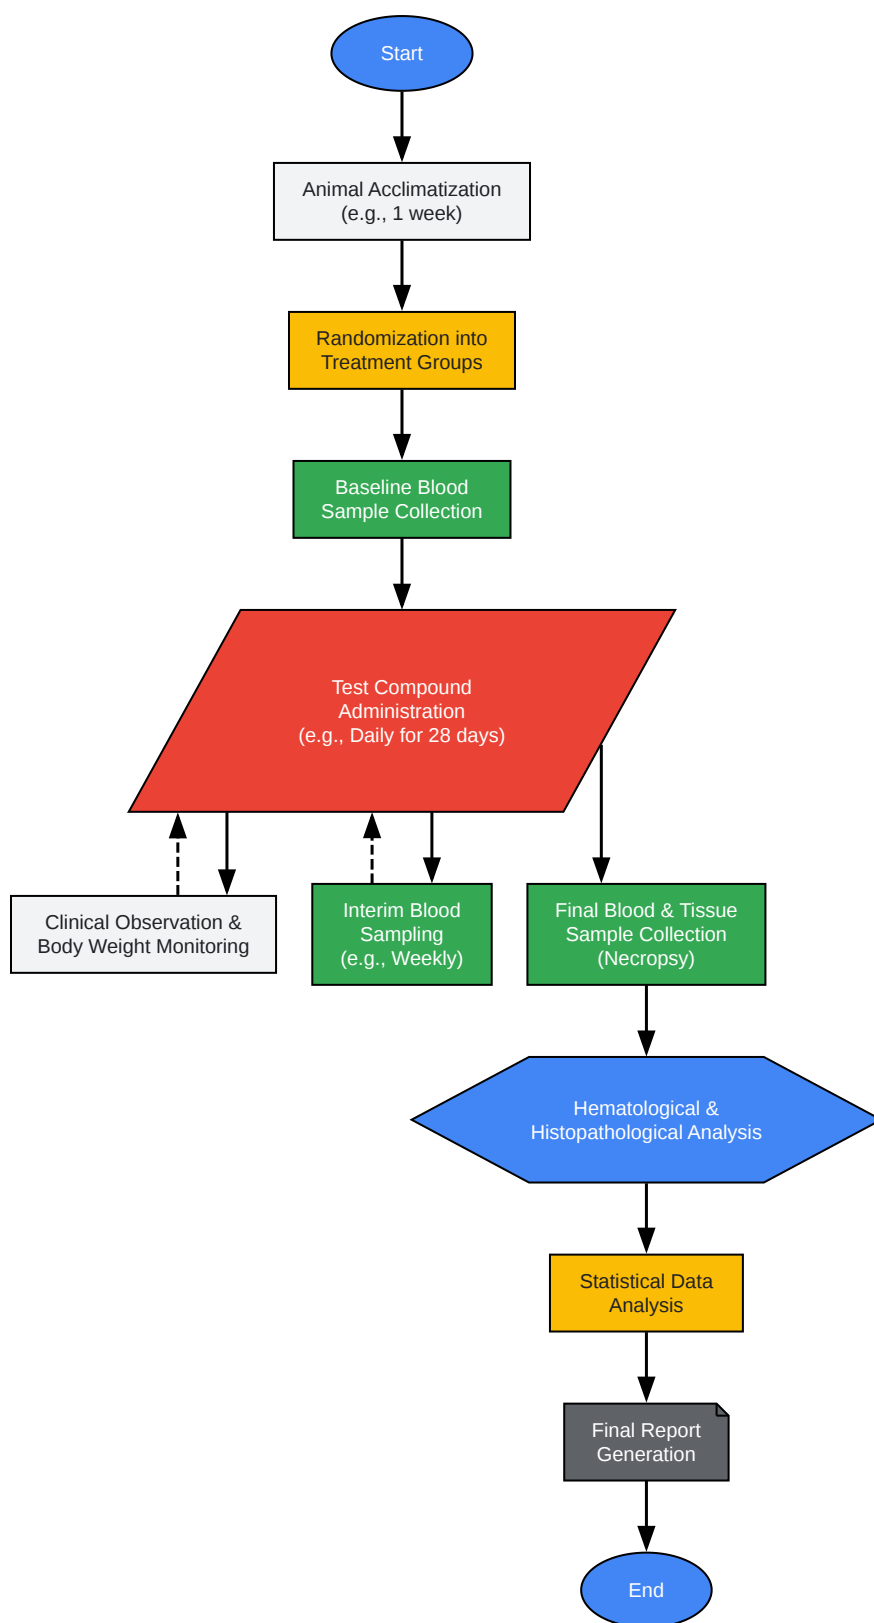 Start
Animal Acclimatization
(e.g., 1 week)
Randomization into
Treatment Groups
Baseline Blood
Sample Collection
Test Compound
Administration
(e.g., Daily for 28 days)
Clinical Observation &
Body Weight Monitoring
Interim Blood
Sampling
(e.g., Weekly)
Final Blood & Tissue
Sample Collection
(Necropsy)
Hematological &
Histopathological Analysis
Statistical Data
Analysis
Final Report
Generation
End